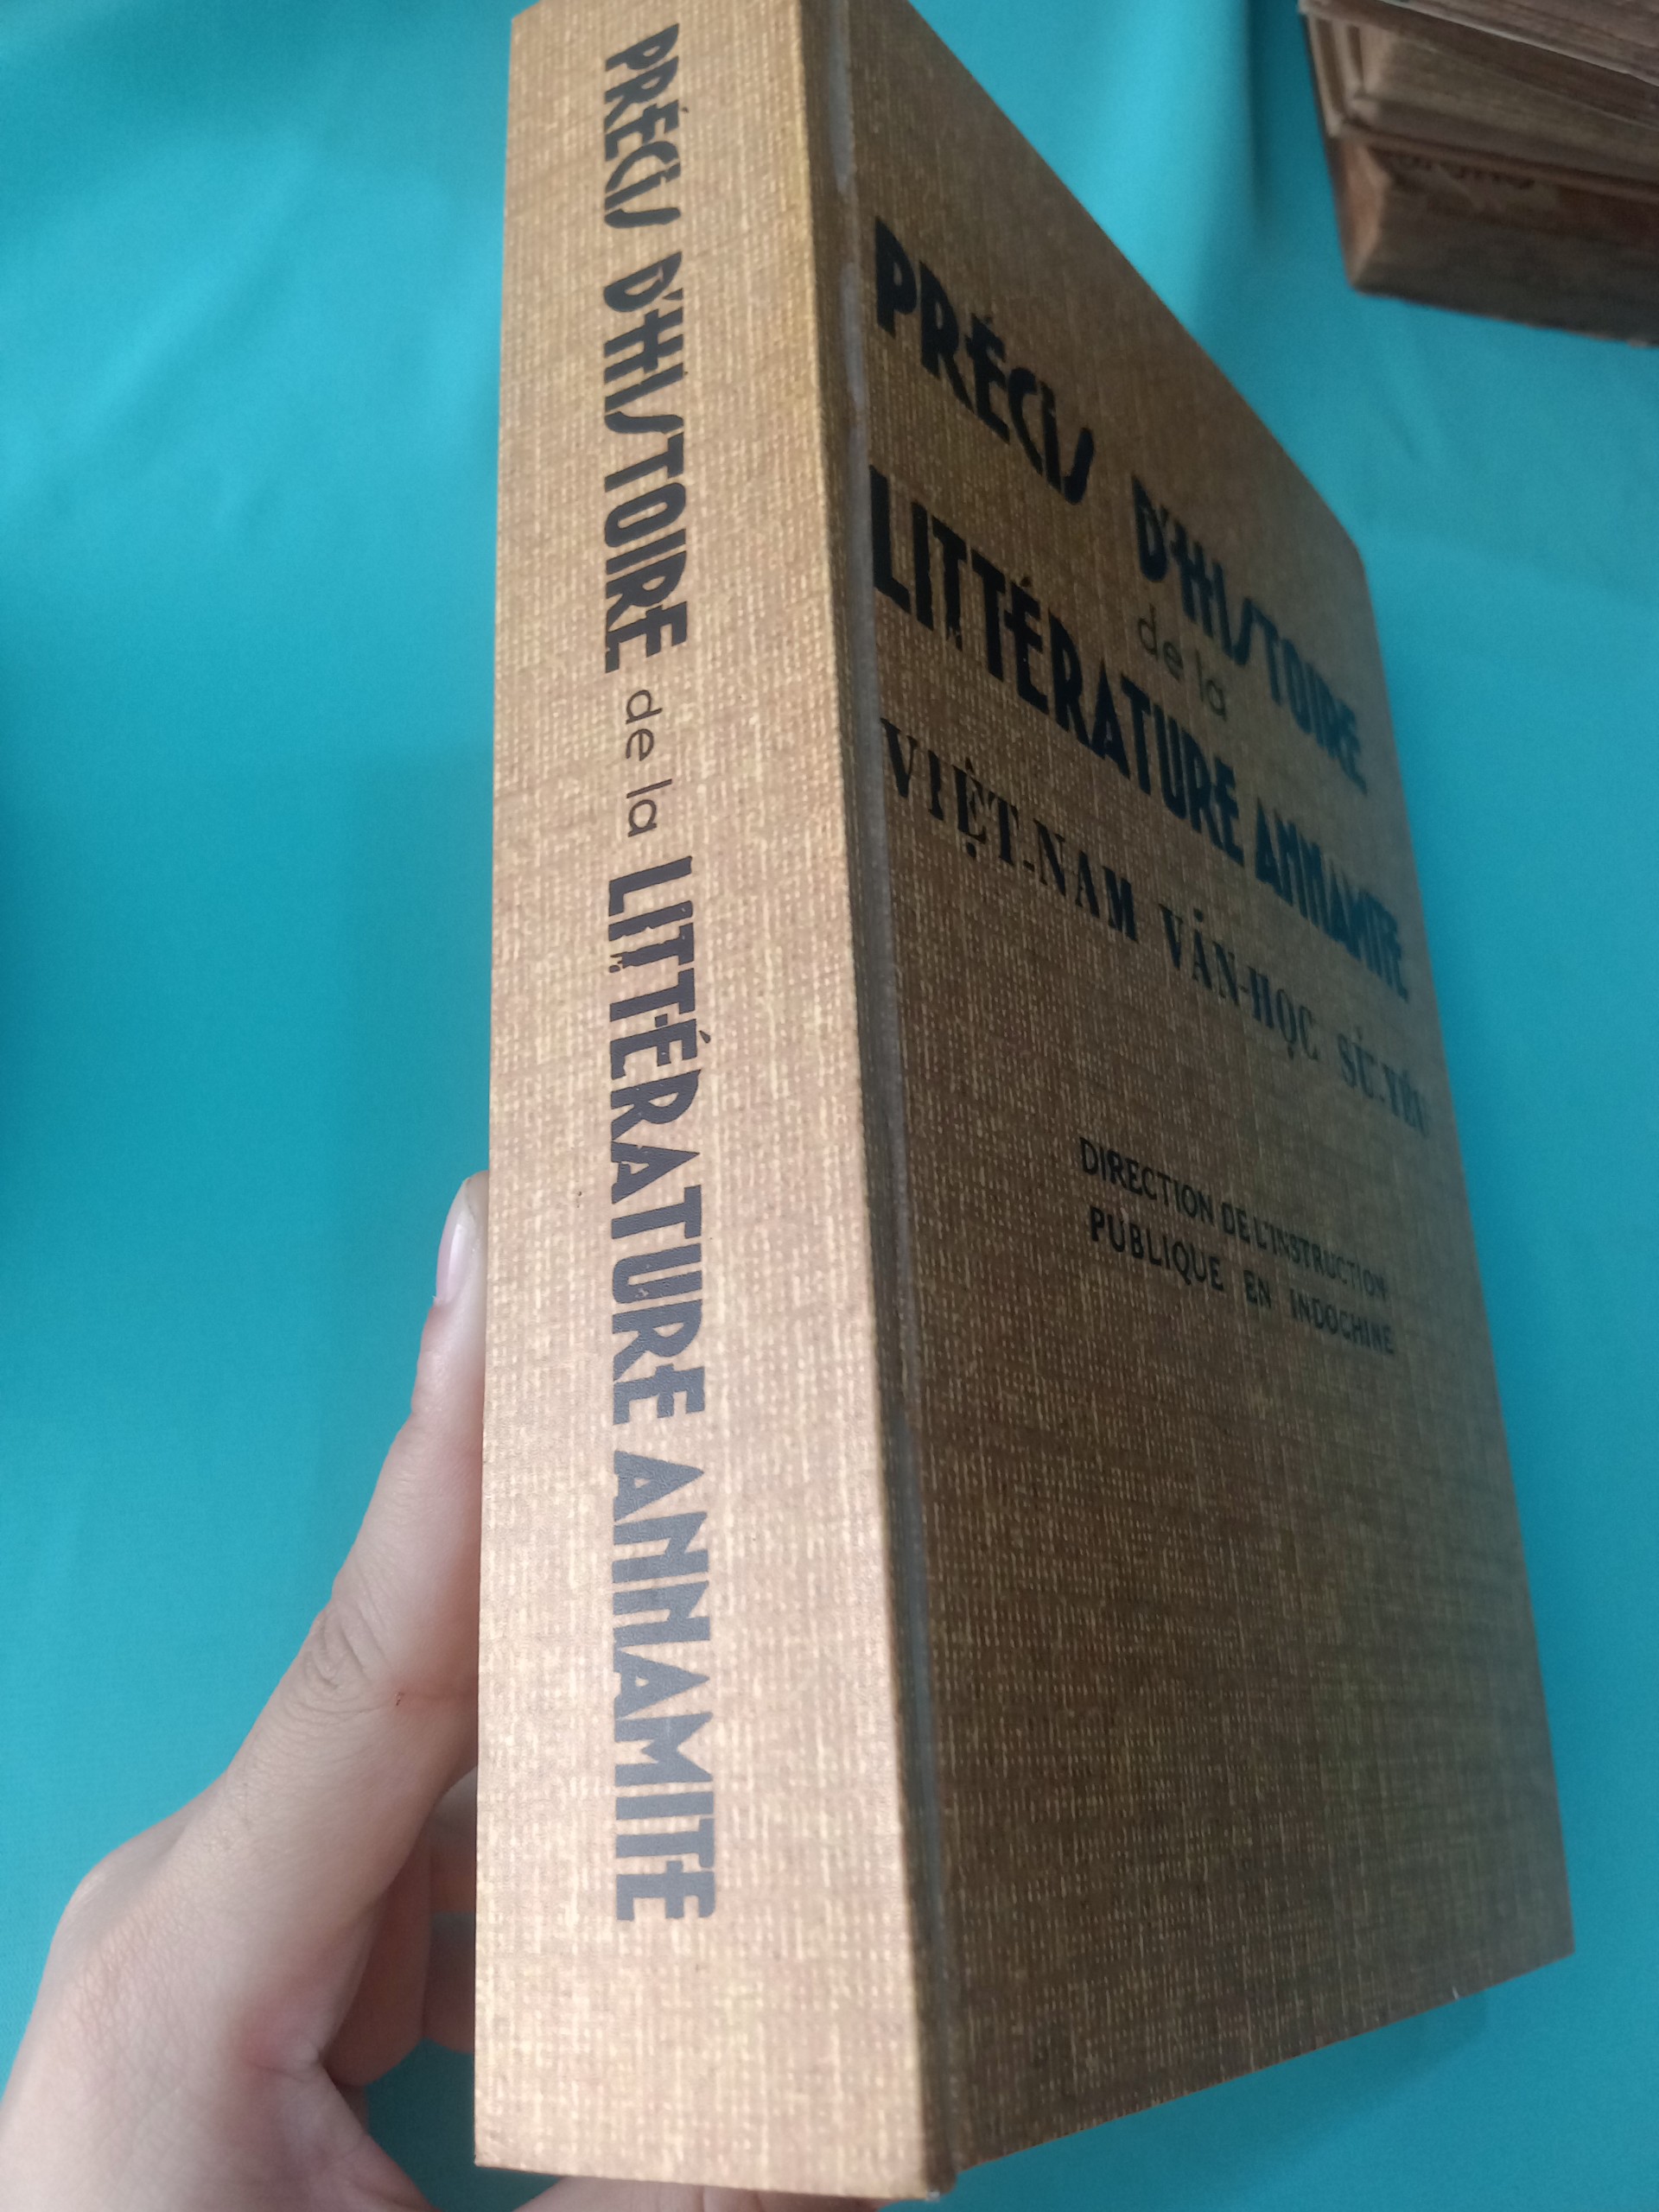 PRÉCIS D'HISTOIRE de la LITTÉRATURE ANNAMITE
PRÉCIS D'HISTOIRE
de la
LITTÉRATURE ANNAMITE
VIỆT-NAM VĂN-HỌC SỬ-YẾU
DIRECTION DE L'INSTRUCTION
PUBLIQUE EN INDOCHINE